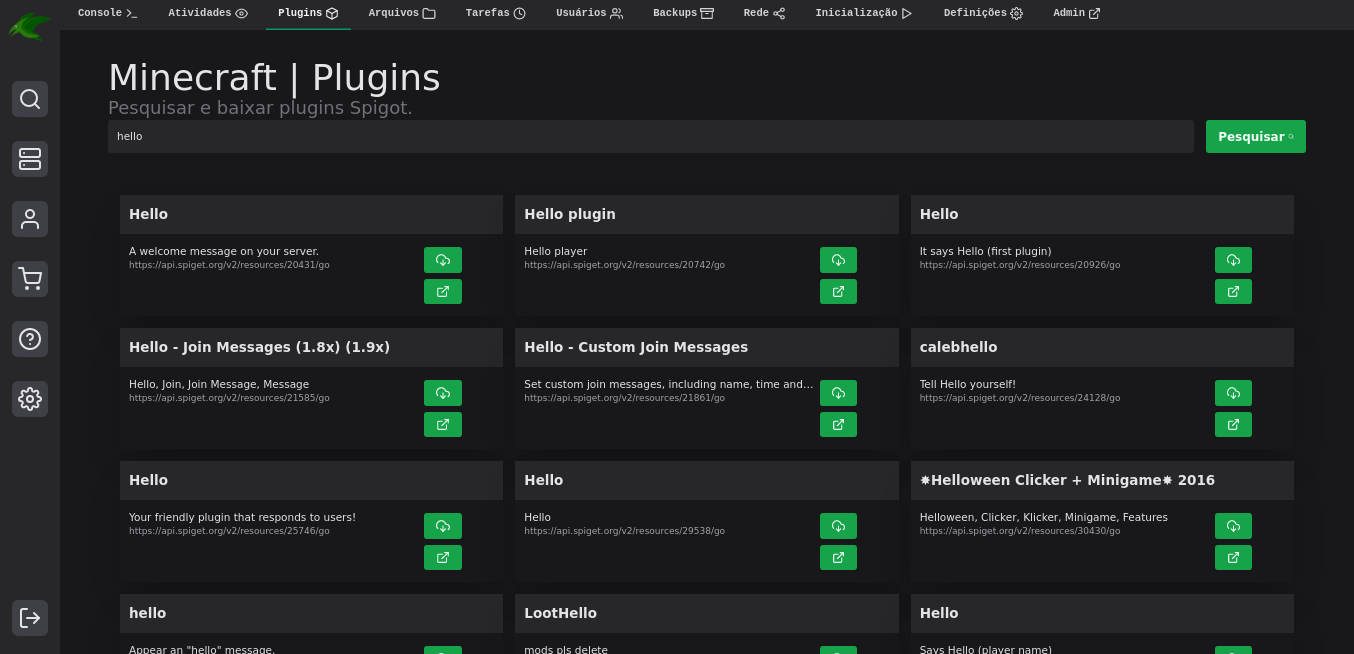 Console Atividades Plugins Arquivos Tarefas Usuários Backups Rede Inicialização Definições Admin
Minecraft | Plugins
Pesquisar e baixar plugins Spigot.
hello
Pesquisar
Hello
A welcome message on your server.
https://api.spiget.org/v2/resources/20431/go
Hello plugin
Hello player
https://api.spiget.org/v2/resources/20742/go
Hello
It says Hello (first plugin)
https://api.spiget.org/v2/resources/20926/go
Hello - Join Messages (1.8x) (1.9x)
Hello, Join, Join Message, Message
https://api.spiget.org/v2/resources/21585/go
Hello - Custom Join Messages
Set custom join messages, including name, time and...
https://api.spiget.org/v2/resources/21861/go
calebhello
Tell Hello yourself!
https://api.spiget.org/v2/resources/24128/go
Hello
Your friendly plugin that responds to users!
https://api.spiget.org/v2/resources/25746/go
Hello
Hello
https://api.spiget.org/v2/resources/29538/go
✸Helloween Clicker + Minigame✸ 2016
Helloween, Clicker, Klicker, Minigame, Features
https://api.spiget.org/v2/resources/30430/go
hello
Appear an "hello" message.
LootHello
mods pls delete
Hello
Says Hello (player name)